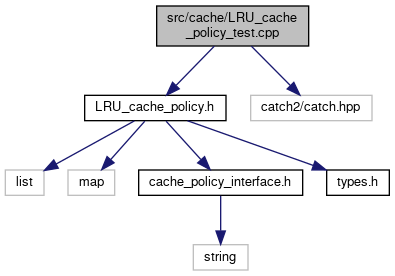 src/cache/LRU_cache
_policy_test.cpp
LRU_cache_policy.h
catch2/catch.hpp
list
map
cache_policy_interface.h
types.h
string